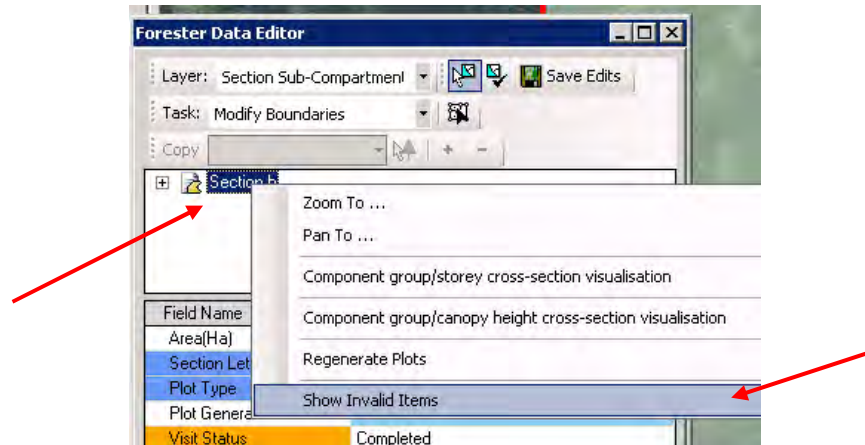 Forester Data Editor
Layer: Section Sub-Compartment Save Edits
Task: Modify Boundaries
Copy
Section b
Zoom To ...
Pan To ...
Component group/storey cross-section visualisation
Component group/canopy height cross-section visualisation
Regenerate Plots
Show Invalid Items
Field Name
Area(Ha)
Section Let
Plot Type
Plot Genera
Visit Status Completed